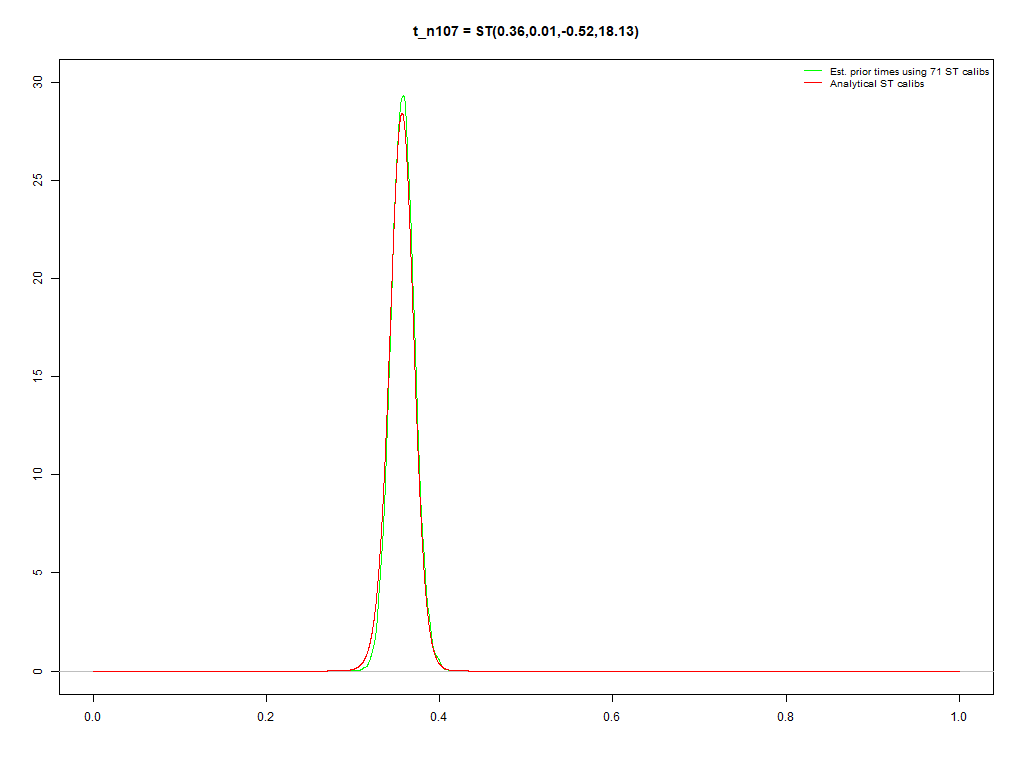 t_n107 = ST(0.36,0.01,-0.52,18.13)
Est. prior times using 71 ST calibs
Analytical ST calibs
30
25
20
15
10
5
0
0.0 0.2 0.4 0.6 0.8 1.0